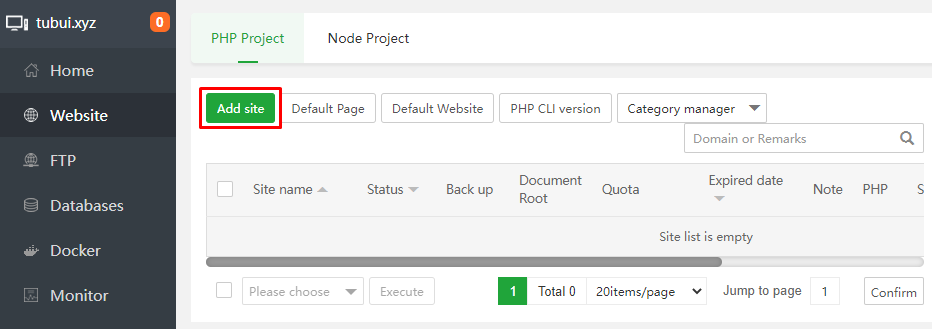 tubui.xyz 0
Home
Website
FTP
Databases
Docker
Monitor
PHP Project Node Project
Add site Default Page Default Website PHP CLI version Category manager
Domain or Remarks
Site name Status Back up Document Root Quota Expired date Note PHP S
Site list is empty
Please choose Execute 1 Total 0 20items/page Jump to page 1 Confirm